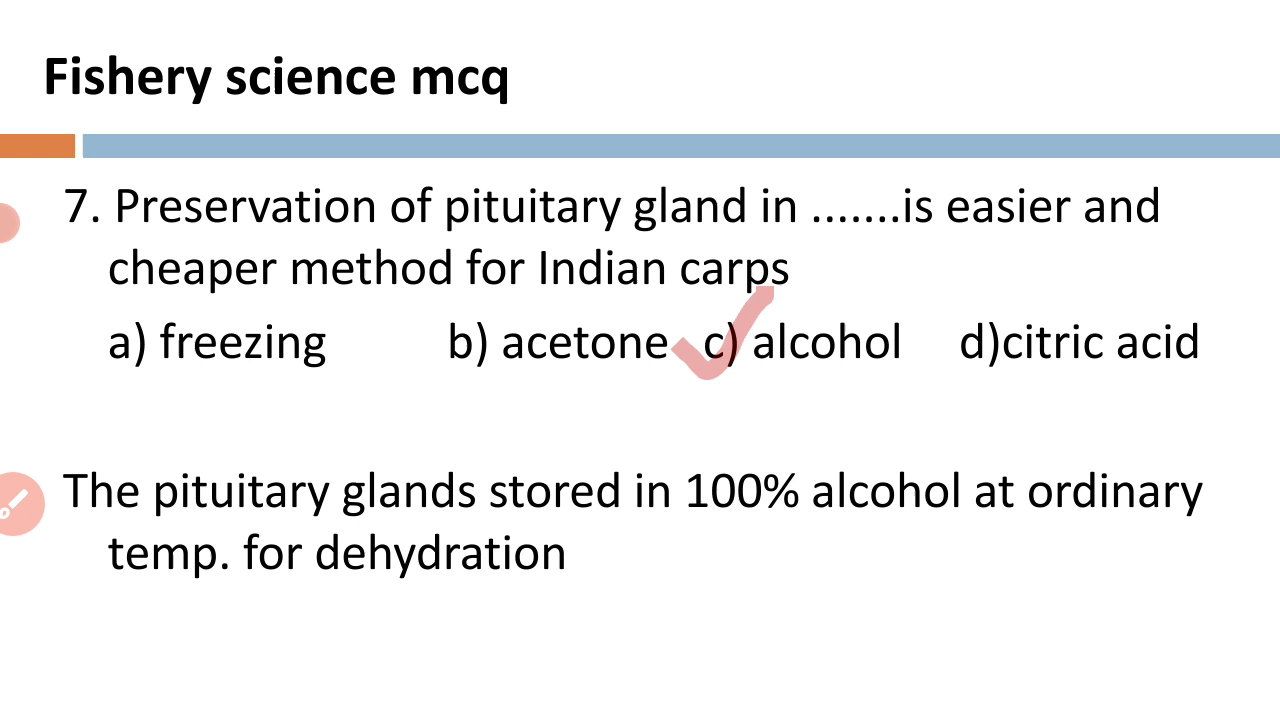 Fishery science mcq
7. Preservation of pituitary gland in .......is easier and
cheaper method for Indian carps
a) freezing b) acetone c) alcohol d)citric acid
The pituitary glands stored in 100% alcohol at ordinary
temp. for dehydration